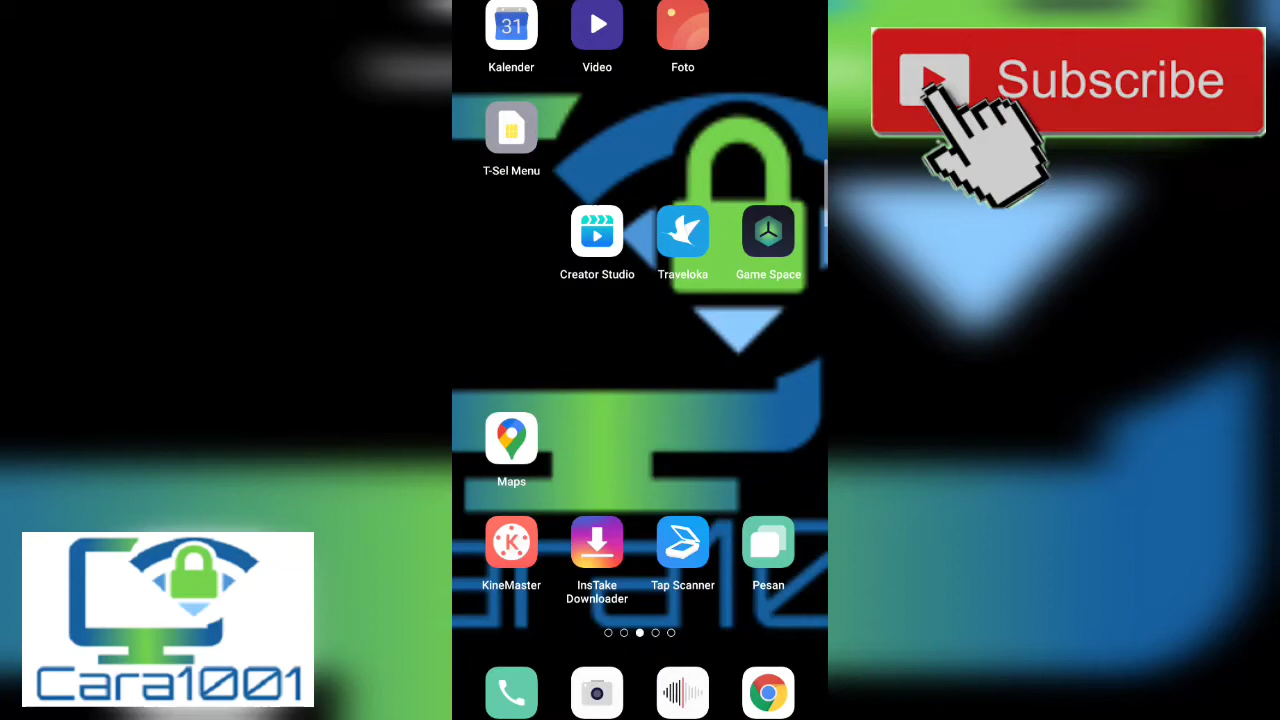 31
Kalender
Video
Foto
Subscribe
T-Sel Menu
Creator Studio
Traveloka
Game Space
Maps
K
KineMaster
InsTake
Downloader
Tap Scanner
Pesan
Cara1001